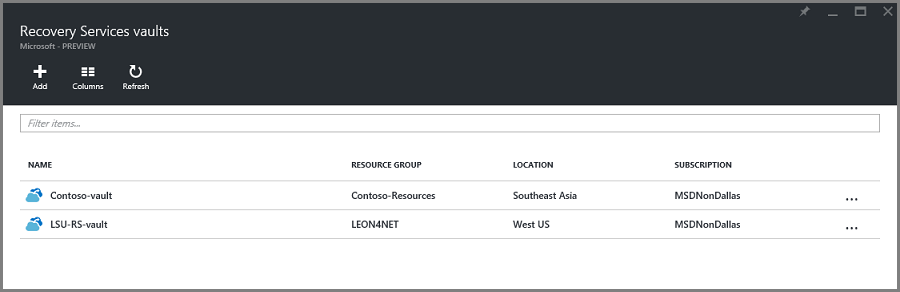 Recovery Services vaults
Microsoft - PREVIEW
Add Columns Refresh
Filter items...
NAME RESOURCE GROUP LOCATION SUBSCRIPTION
Contoso-vault Contoso-Resources Southeast Asia MSDNonDallas ...
LSU-RS-vault LEON4NET West US MSDNonDallas ...